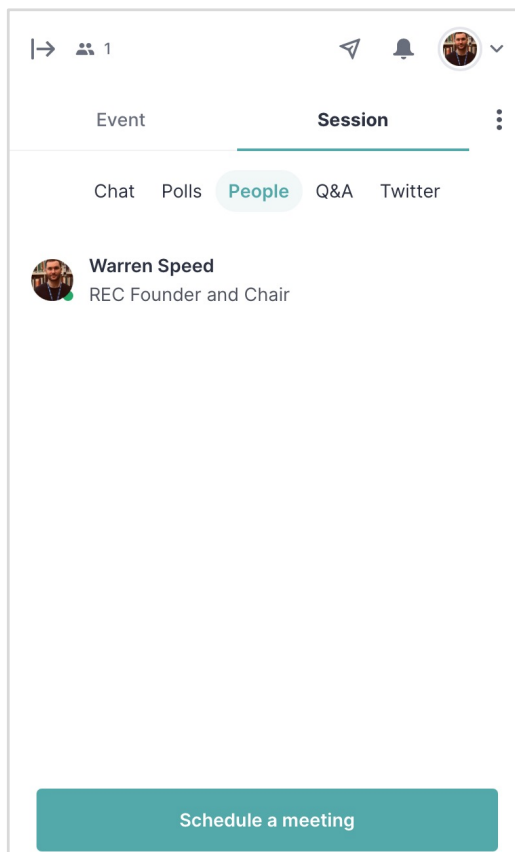 1
Event Session
Chat Polls People Q&A Twitter
Warren Speed
REC Founder and Chair
Schedule a meeting